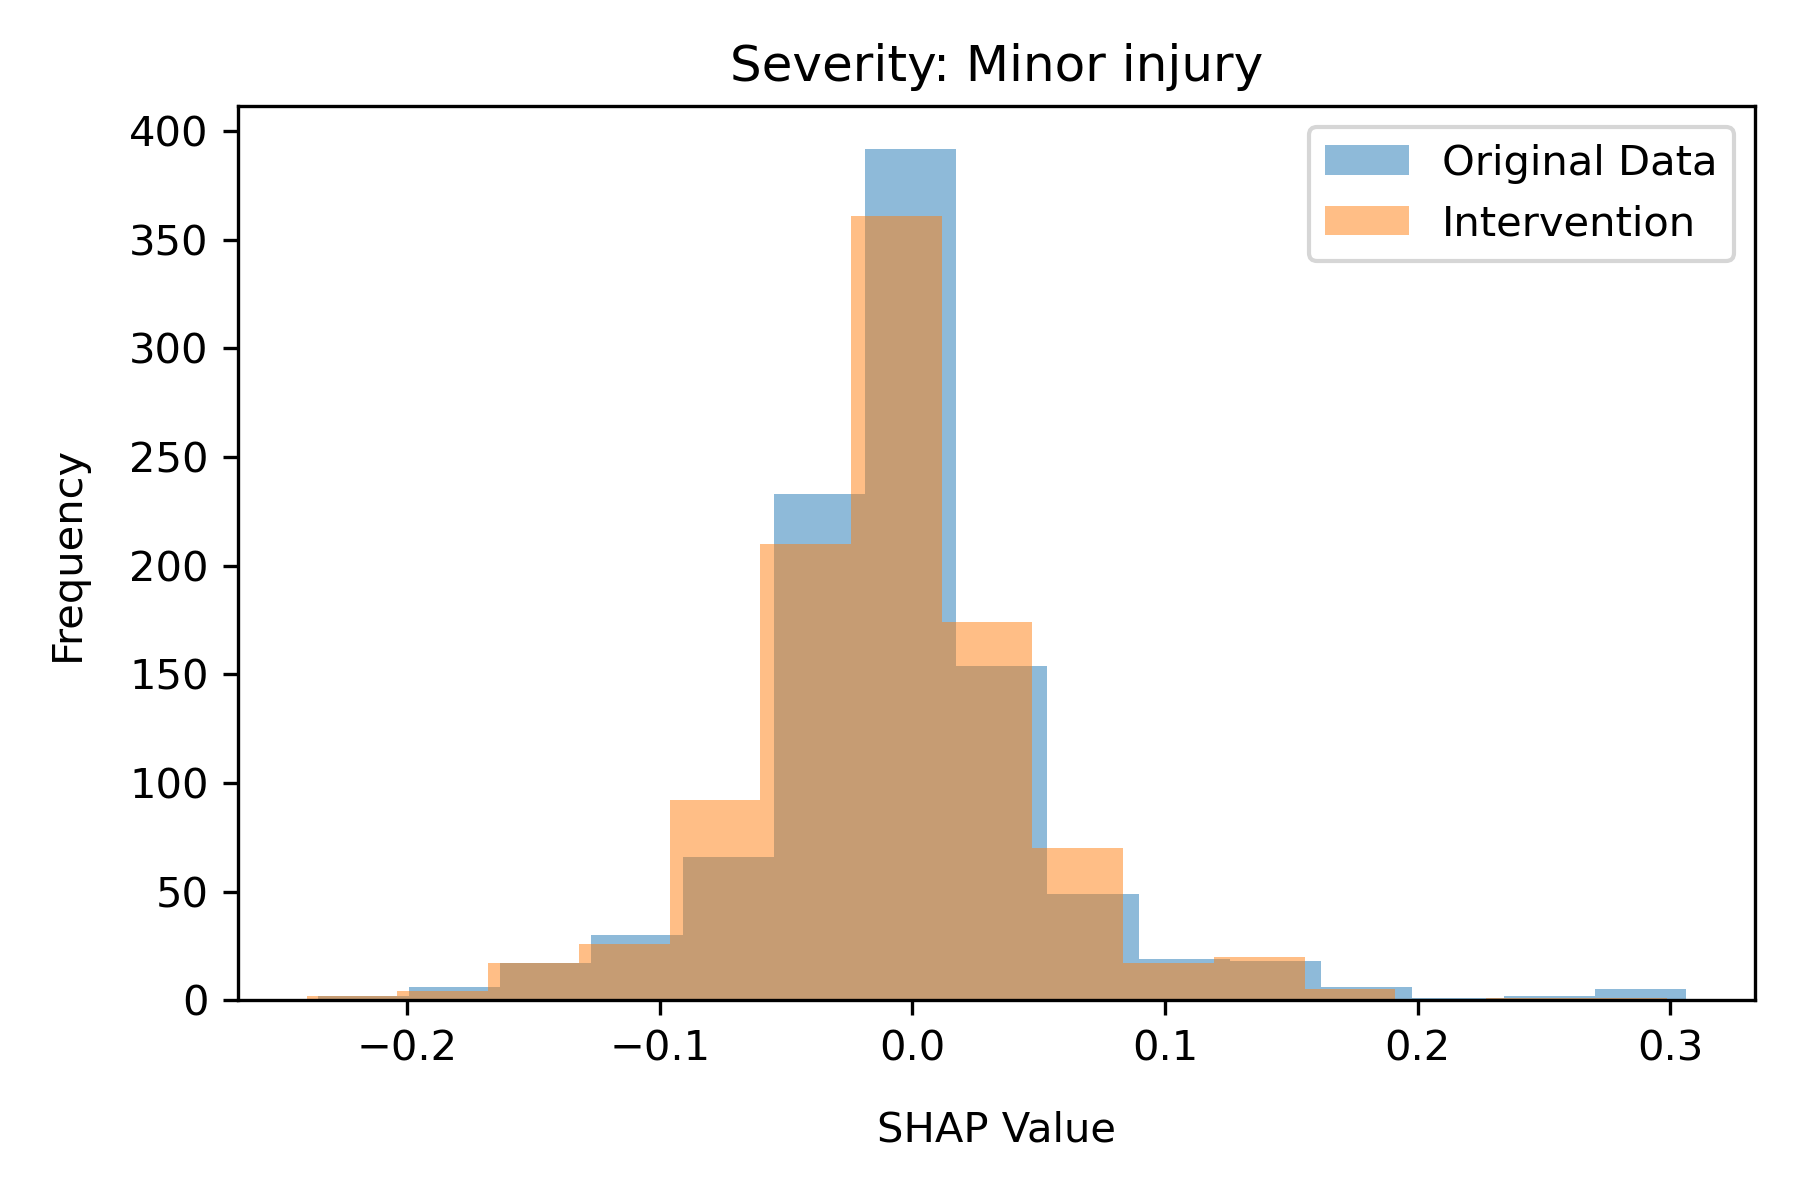 Severity: Minor injury
Original Data
Intervention
400
350
300
250
200
150
100
50
0
Frequency
−0.2 −0.1 0.0 0.1 0.2 0.3
SHAP Value